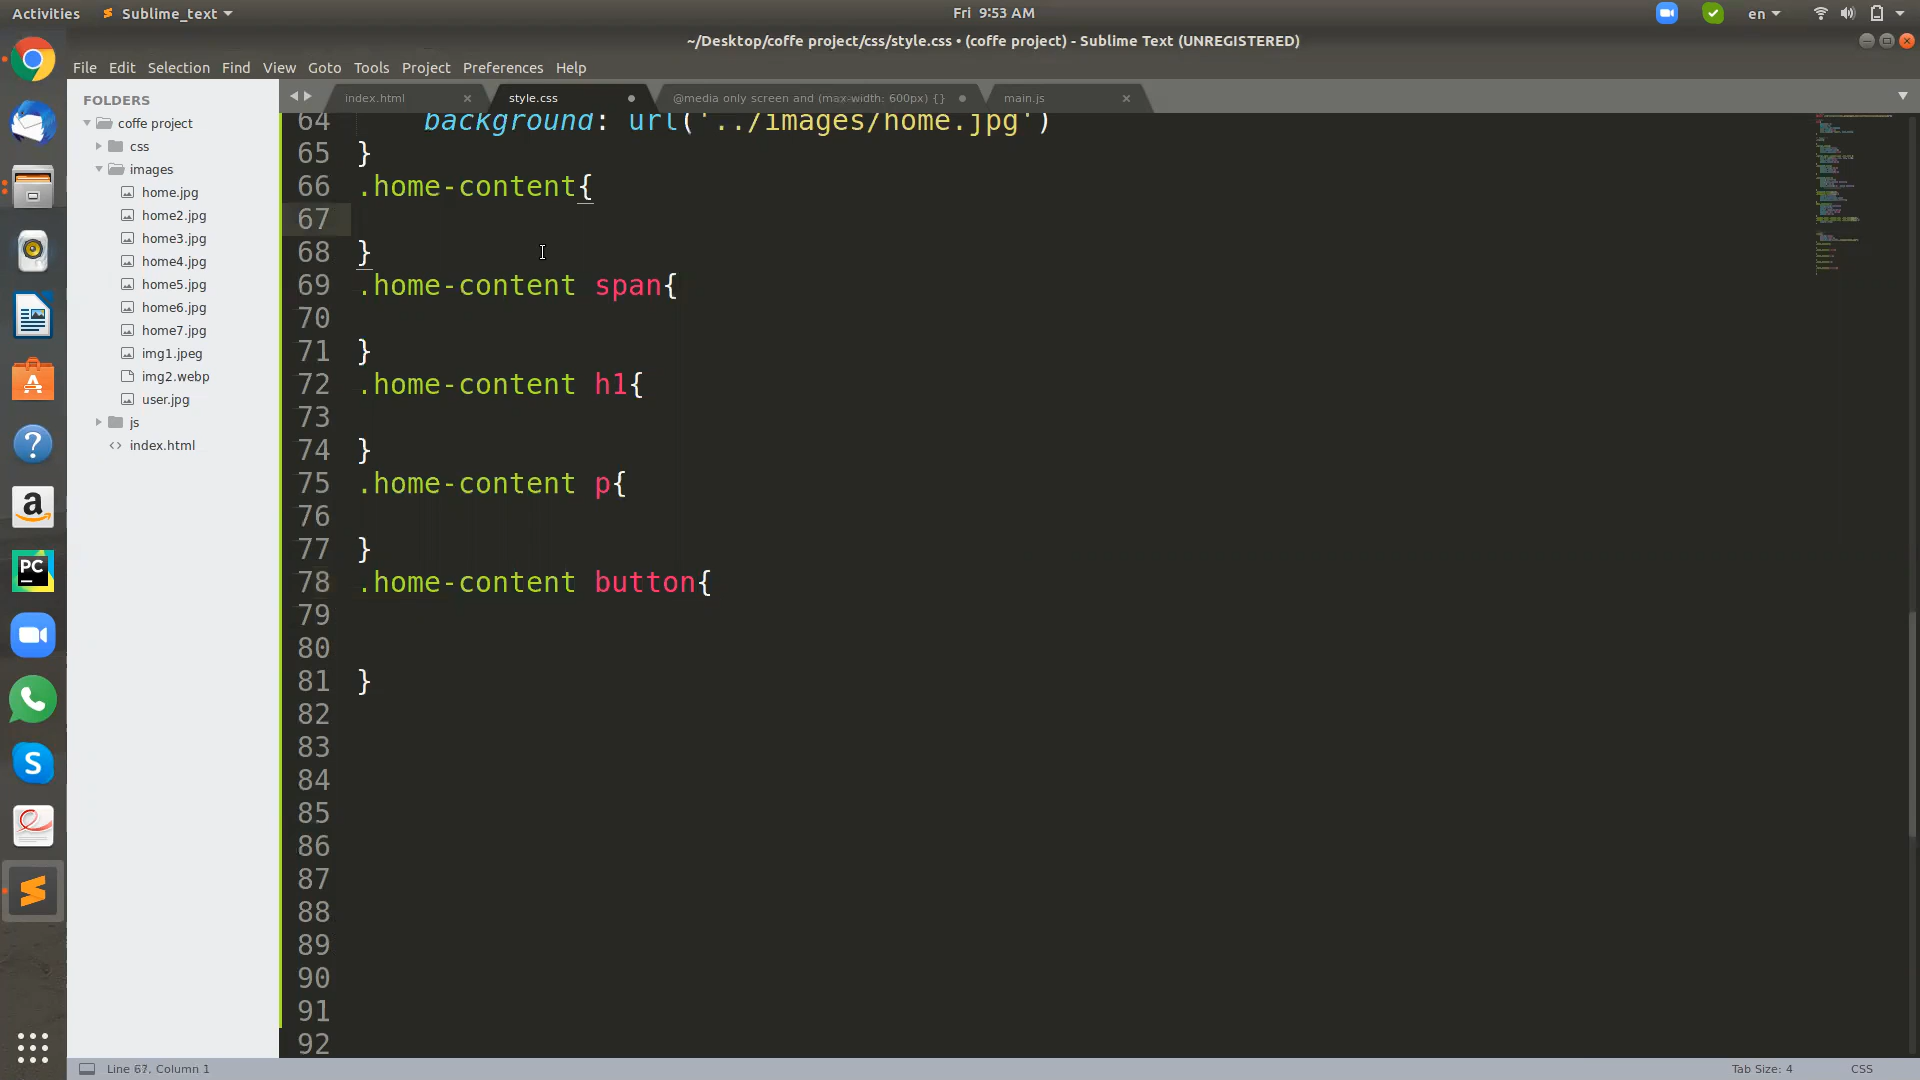 Activities Sublime_text Fri 9:53 AM en
~/Desktop/coffe project/css/style.css • (coffe project) - Sublime Text (UNREGISTERED)
File Edit Selection Find View Goto Tools Project Preferences Help
FOLDERS
coffe project
css
images
home.jpg
home2.jpg
home3.jpg
home4.jpg
home5.jpg
home6.jpg
home7.jpg
img1.jpeg
img2.webp
user.jpg
js
index.html
index.html × style.css @media only screen and (max-width: 600px) {} main.js ×
64 background: url('../images/home.jpg')
65 }
66 .home-content{
67
68 }
69 .home-content span{
70
71 }
72 .home-content h1{
73
74 }
75 .home-content p{
76
77 }
78 .home-content button{
79
80
81 }
82
83
84
85
86
87
88
89
90
91
92
Line 67, Column 1 Tab Size: 4 CSS